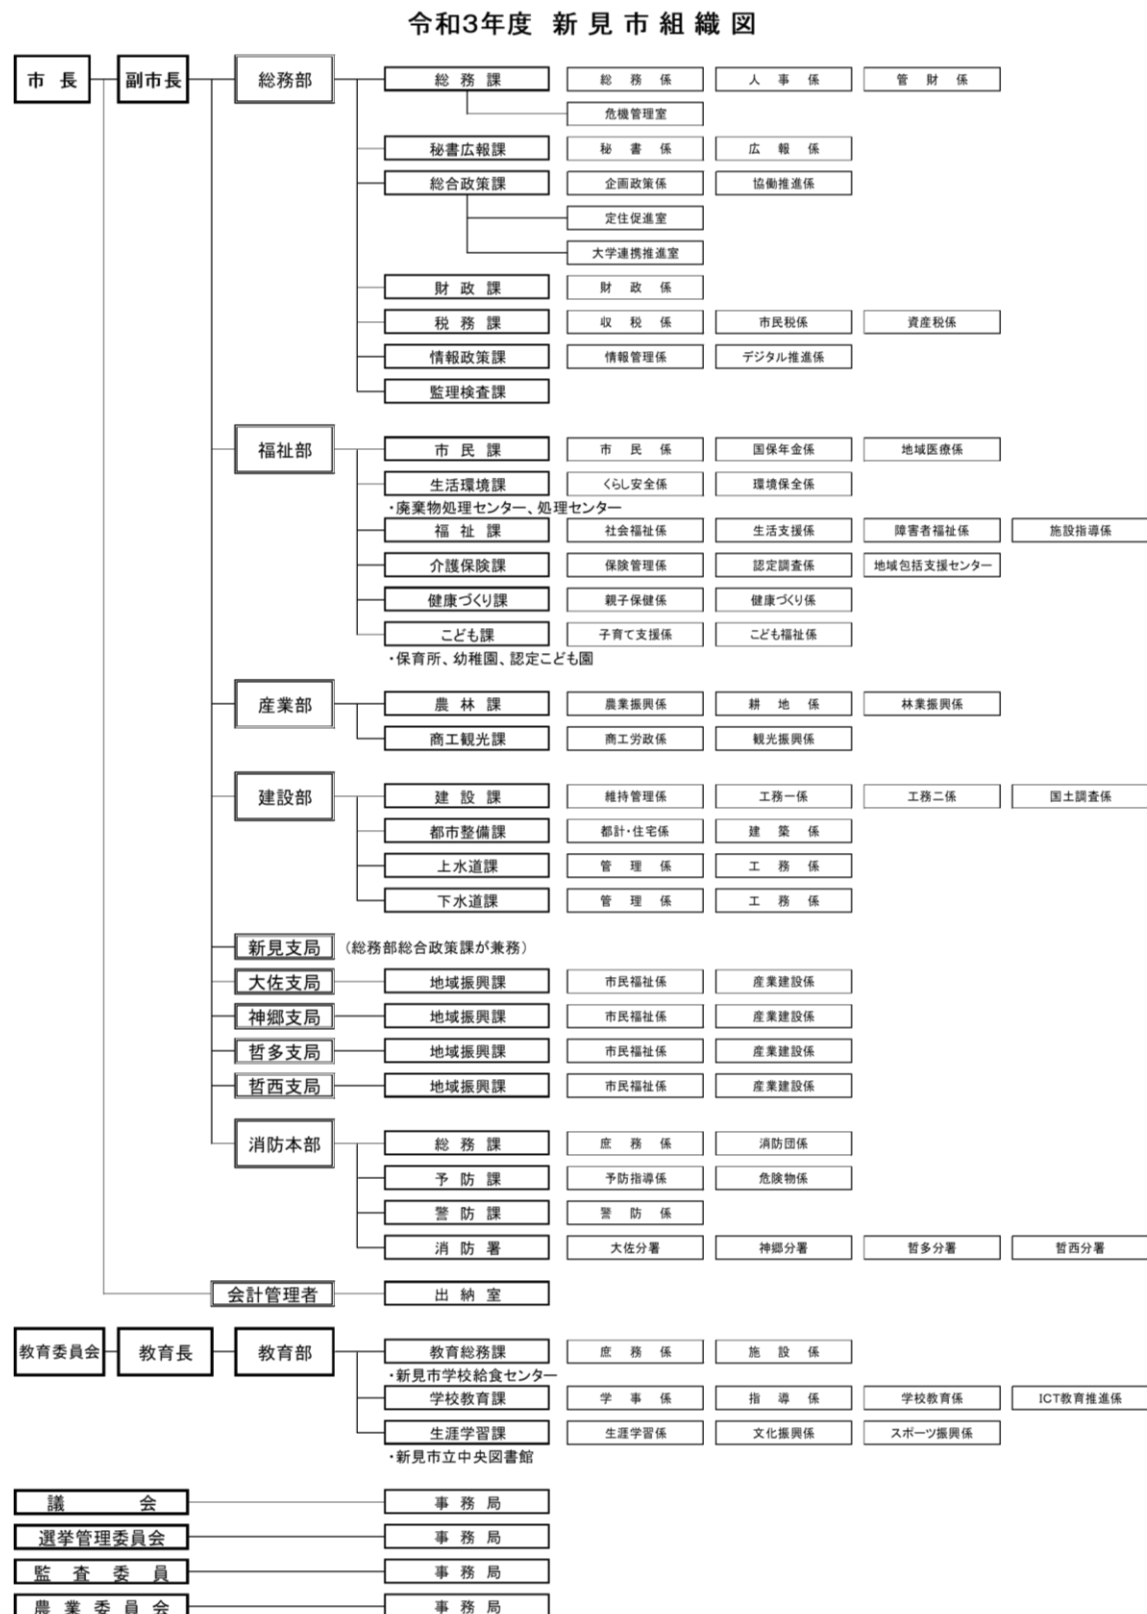 令和3年度 新見市組織図
市長 副市長 総務部 総務課 総務係 人事係 管財係
危機管理室
秘書広報課 秘書係 広報係
総合政策課 企画政策係 協働推進係
定住促進室
大学連携推進室
財政課 財政係
税務課 収税係 市民税係 資産税係
情報政策課 情報管理係 デジタル推進係
監理検査課
福祉部 市民課 市民係 国保年金係 地域医療係
生活環境課 くらし安全係 環境保全係
・廃棄物処理センター、処理センター
福祉課 社会福祉係 生活支援係 障害者福祉係 施設指導係
介護保険課 保険管理係 認定調査係 地域包括支援センター
健康づくり課 親子保健係 健康づくり係
こども課 子育て支援係 こども福祉係
・保育所、幼稚園、認定こども園
産業部 農林課 農業振興係 耕地係 林業振興係
商工観光課 商工労政係 観光振興係
建設部 建設課 維持管理係 工務一係 工務二係 国土調査係
都市整備課 都計・住宅係 建築係
上水道課 管理係 工務係
下水道課 管理係 工務係
新見支局 (総務部総合政策課が兼務)
大佐支局 地域振興課 市民福祉係 産業建設係
神郷支局 地域振興課 市民福祉係 産業建設係
哲多支局 地域振興課 市民福祉係 産業建設係
哲西支局 地域振興課 市民福祉係 産業建設係
消防本部 総務課 庶務係 消防団係
予防課 予防指導係 危険物係
警防課 警防係
消防署 大佐分署 神郷分署 哲多分署 哲西分署
会計管理者 出納室
教育委員会 教育長 教育部 教育総務課 庶務係 施設係
・新見市学校給食センター
学校教育課 学事係 指導係 学校教育係 ICT教育推進係
生涯学習課 生涯学習係 文化振興係 スポーツ振興係
・新見市立中央図書館
議会 事務局
選挙管理委員会 事務局
監査委員 事務局
農業委員会 事務局